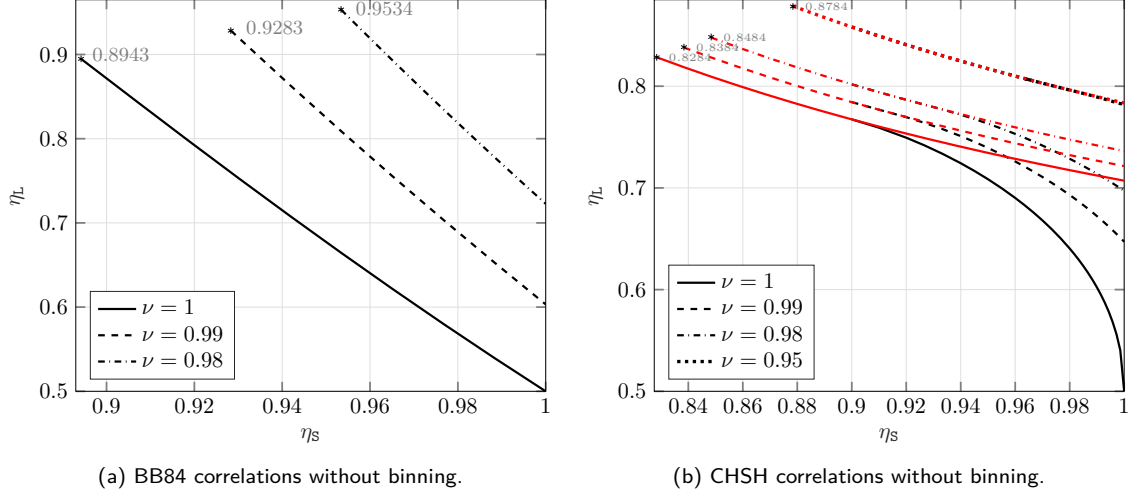 0.9534
0.9283
0.8943
0.9
0.8
0.7
0.6
0.5
η_L
ν = 1
ν = 0.99
ν = 0.98
0.9 0.92 0.94 0.96 0.98 1
η_S
(a) BB84 correlations without binning.
0.8784
0.8484
0.8384
0.8284
0.8
0.7
0.6
0.5
η_L
ν = 1
ν = 0.99
ν = 0.98
ν = 0.95
0.84 0.86 0.88 0.9 0.92 0.94 0.96 0.98 1
η_S
(b) CHSH correlations without binning.